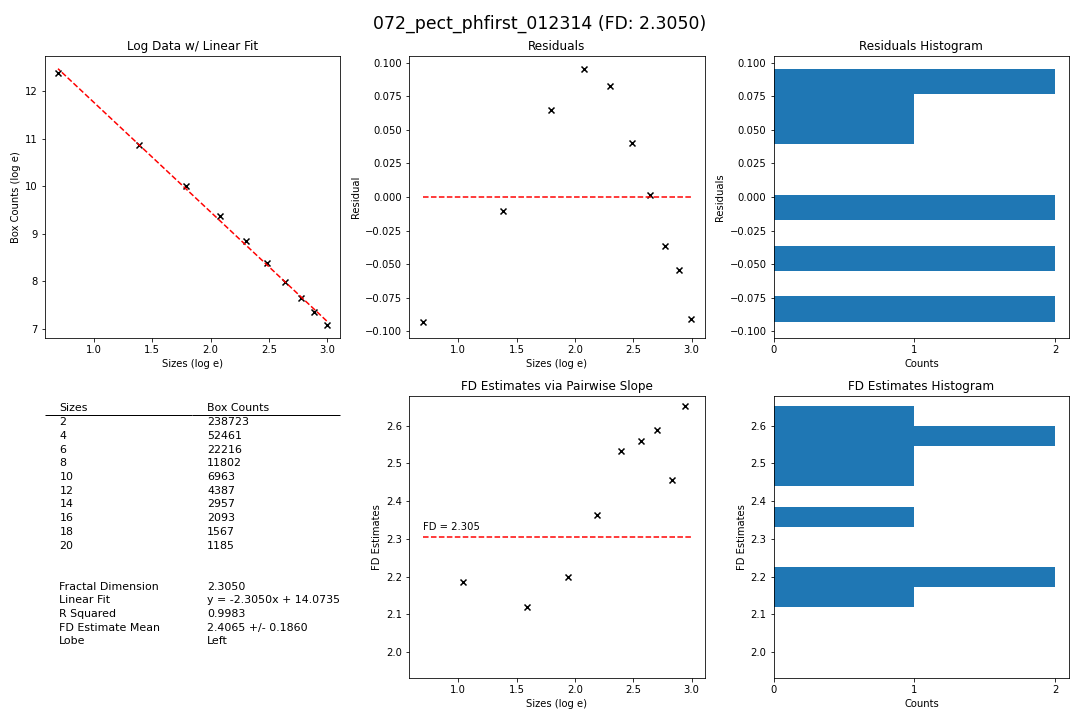 072_pect_phfirst_012314 (FD: 2.3050)
Log Data w/ Linear Fit
Box Counts (log e)
12
11
10
9
8
7
1.0 1.5 2.0 2.5 3.0
Sizes (log e)
Residuals
Residual
0.100
0.075
0.050
0.025
0.000
−0.025
−0.050
−0.075
−0.100
1.0 1.5 2.0 2.5 3.0
Sizes (log e)
Residuals Histogram
Residuals
0.100
0.075
0.050
0.025
0.000
−0.025
−0.050
−0.075
−0.100
0 1 2
Counts
Sizes Box Counts
2 238723
4 52461
6 22216
8 11802
10 6963
12 4387
14 2957
16 2093
18 1567
20 1185
Fractal Dimension 2.3050
Linear Fit y = -2.3050x + 14.0735
R Squared 0.9983
FD Estimate Mean 2.4065 +/- 0.1860
Lobe Left
FD Estimates via Pairwise Slope
FD Estimates
2.6
2.5
2.4
2.3
2.2
2.1
2.0
FD = 2.305
1.0 1.5 2.0 2.5 3.0
Sizes (log e)
FD Estimates Histogram
FD Estimates
2.6
2.5
2.4
2.3
2.2
2.1
2.0
0 1 2
Counts